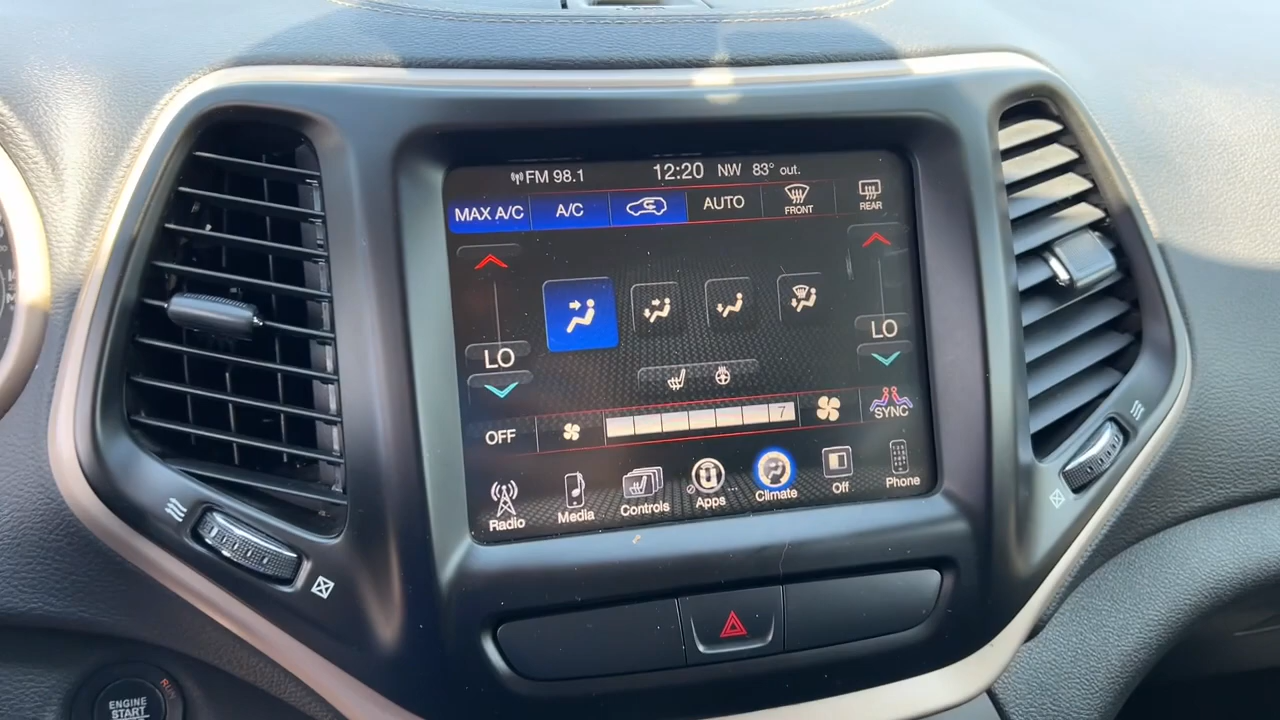 FM 98.1 12:20 NW 83° out.
MAX A/C A/C AUTO FRONT REAR
LO LO
OFF 7 SYNC
Radio Media Controls Apps ... Climate Off Phone
ENGINE
START
RUN